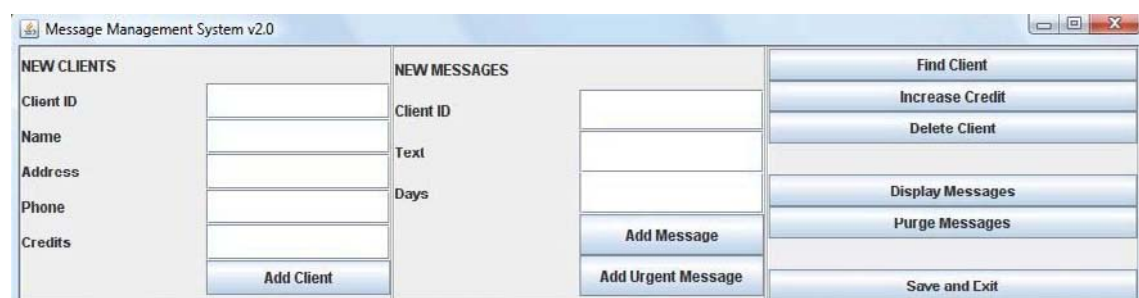 Message Management System v2.0
NEW CLIENTS
Client ID
Name
Address
Phone
Credits
Add Client
NEW MESSAGES
Client ID
Text
Days
Add Message
Add Urgent Message
Find Client
Increase Credit
Delete Client
Display Messages
Purge Messages
Save and Exit